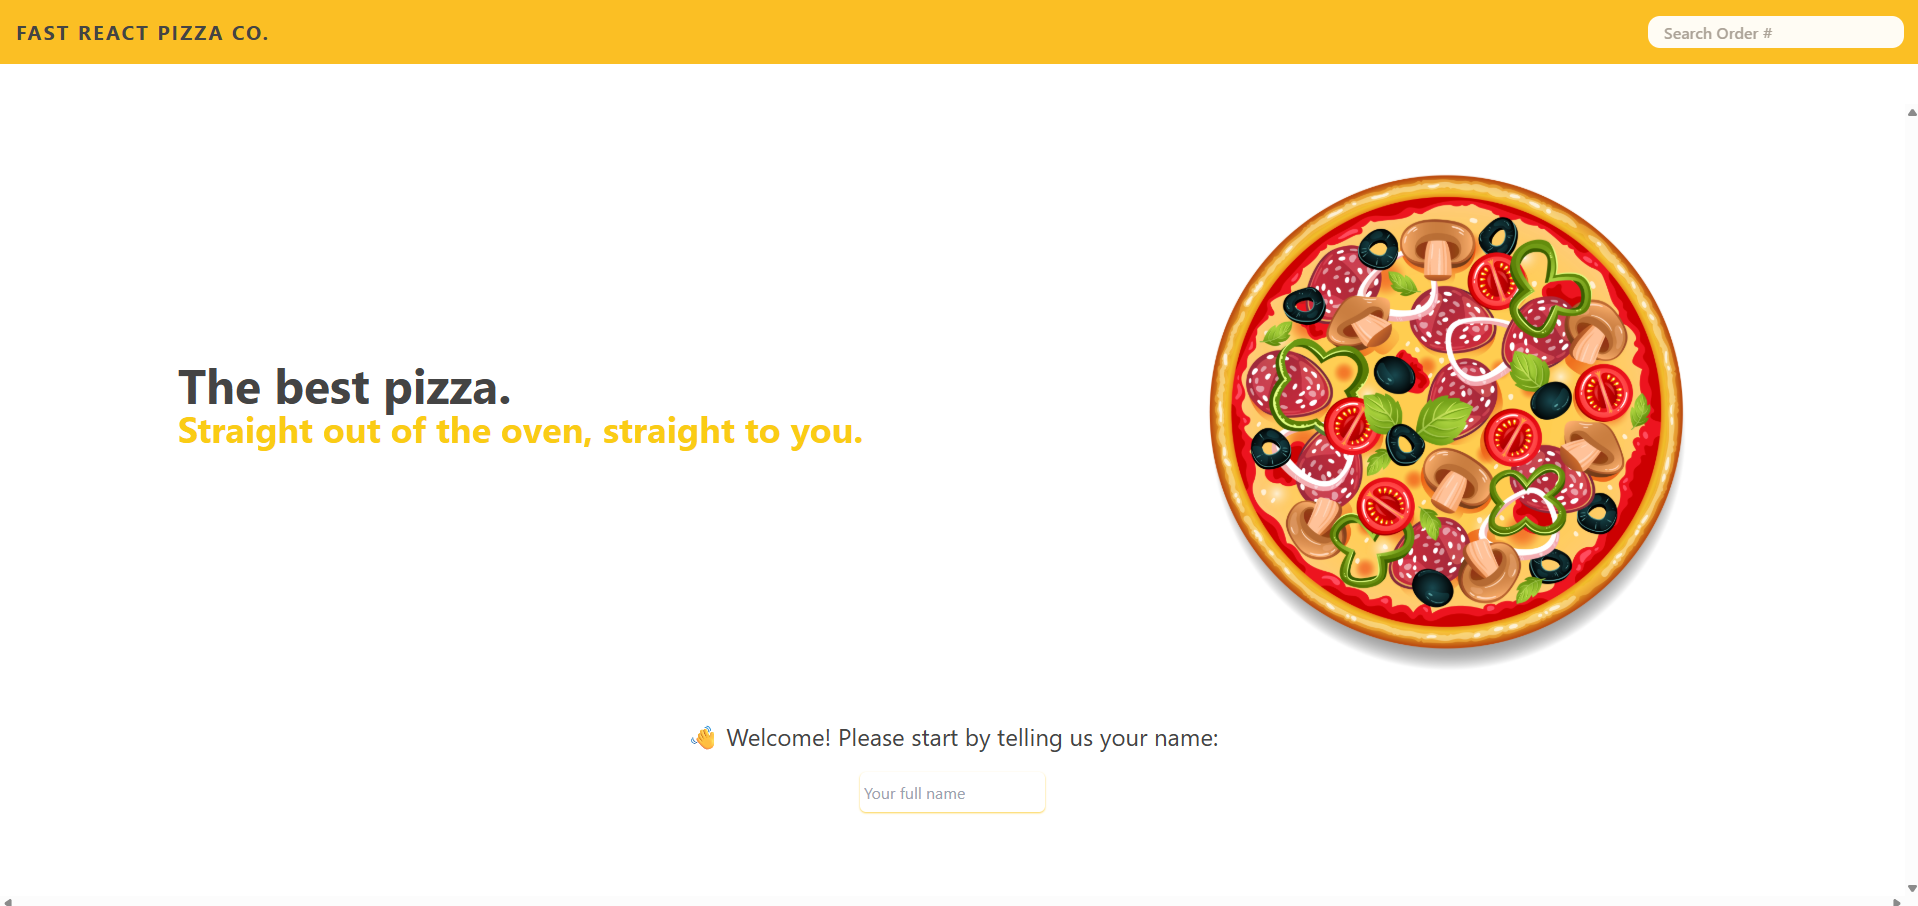 FAST REACT PIZZA CO.
Search Order #
The best pizza.
Straight out of the oven, straight to you.
👋 Welcome! Please start by telling us your name:
Your full name